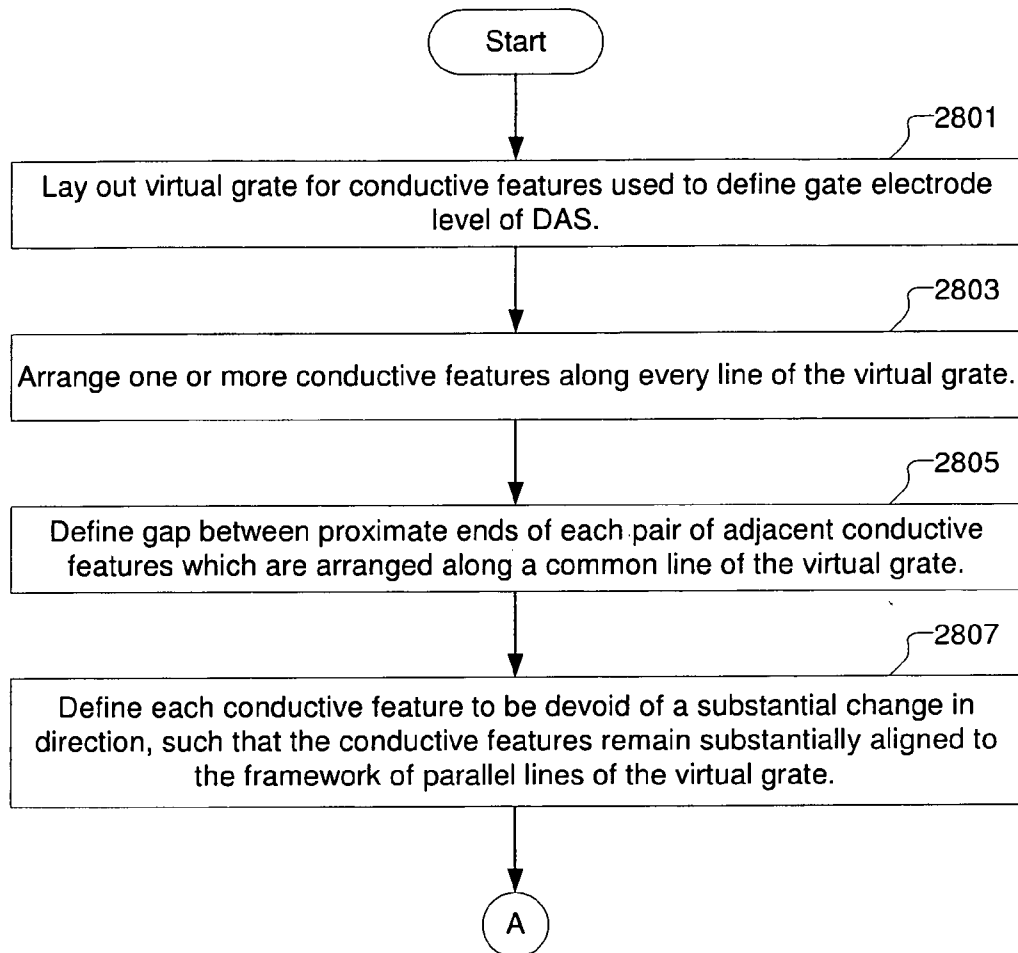 Start
2801
Lay out virtual grate for conductive features used to define gate electrode
level of DAS.
2803
Arrange one or more conductive features along every line of the virtual grate.
2805
Define gap between proximate ends of each pair of adjacent conductive
features which are arranged along a common line of the virtual grate.
2807
Define each conductive feature to be devoid of a substantial change in
direction, such that the conductive features remain substantially aligned to
the framework of parallel lines of the virtual grate.
A